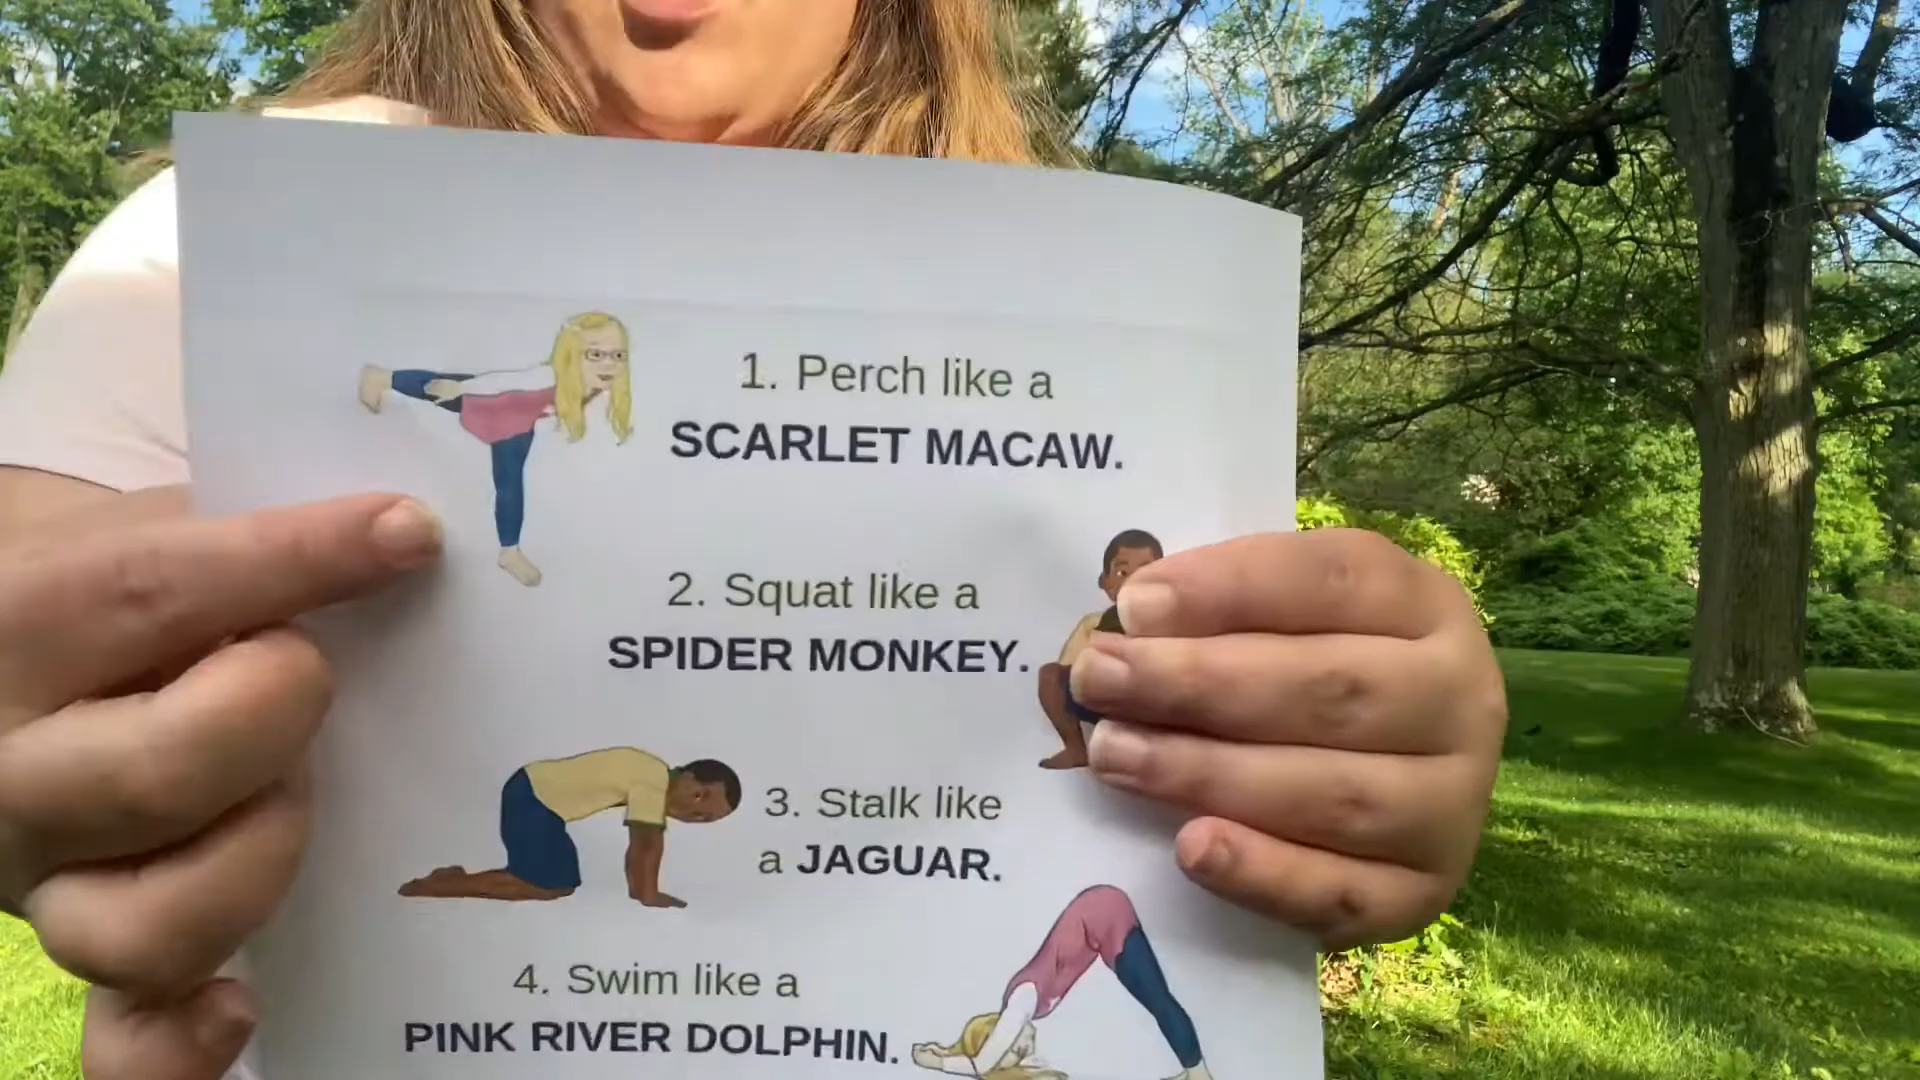 1. Perch like a
SCARLET MACAW.
2. Squat like a
SPIDER MONKEY.
3. Stalk like
a JAGUAR.
4. Swim like a
PINK RIVER DOLPHIN.